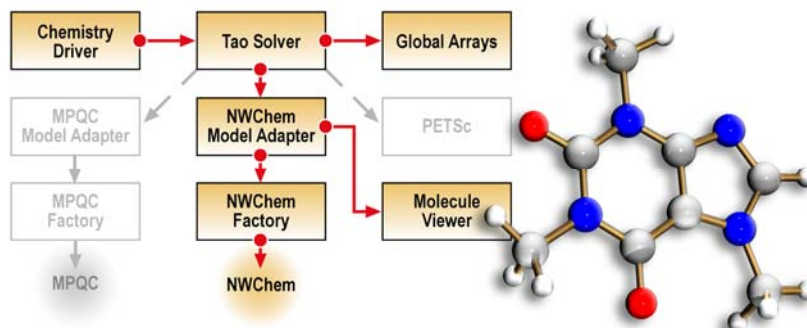 Chemistry
Driver
Tao Solver
Global Arrays
MPQC
Model Adapter
NWChem
Model Adapter
PETSc
MPQC
Factory
NWChem
Factory
Molecule
Viewer
MPQC
NWChem